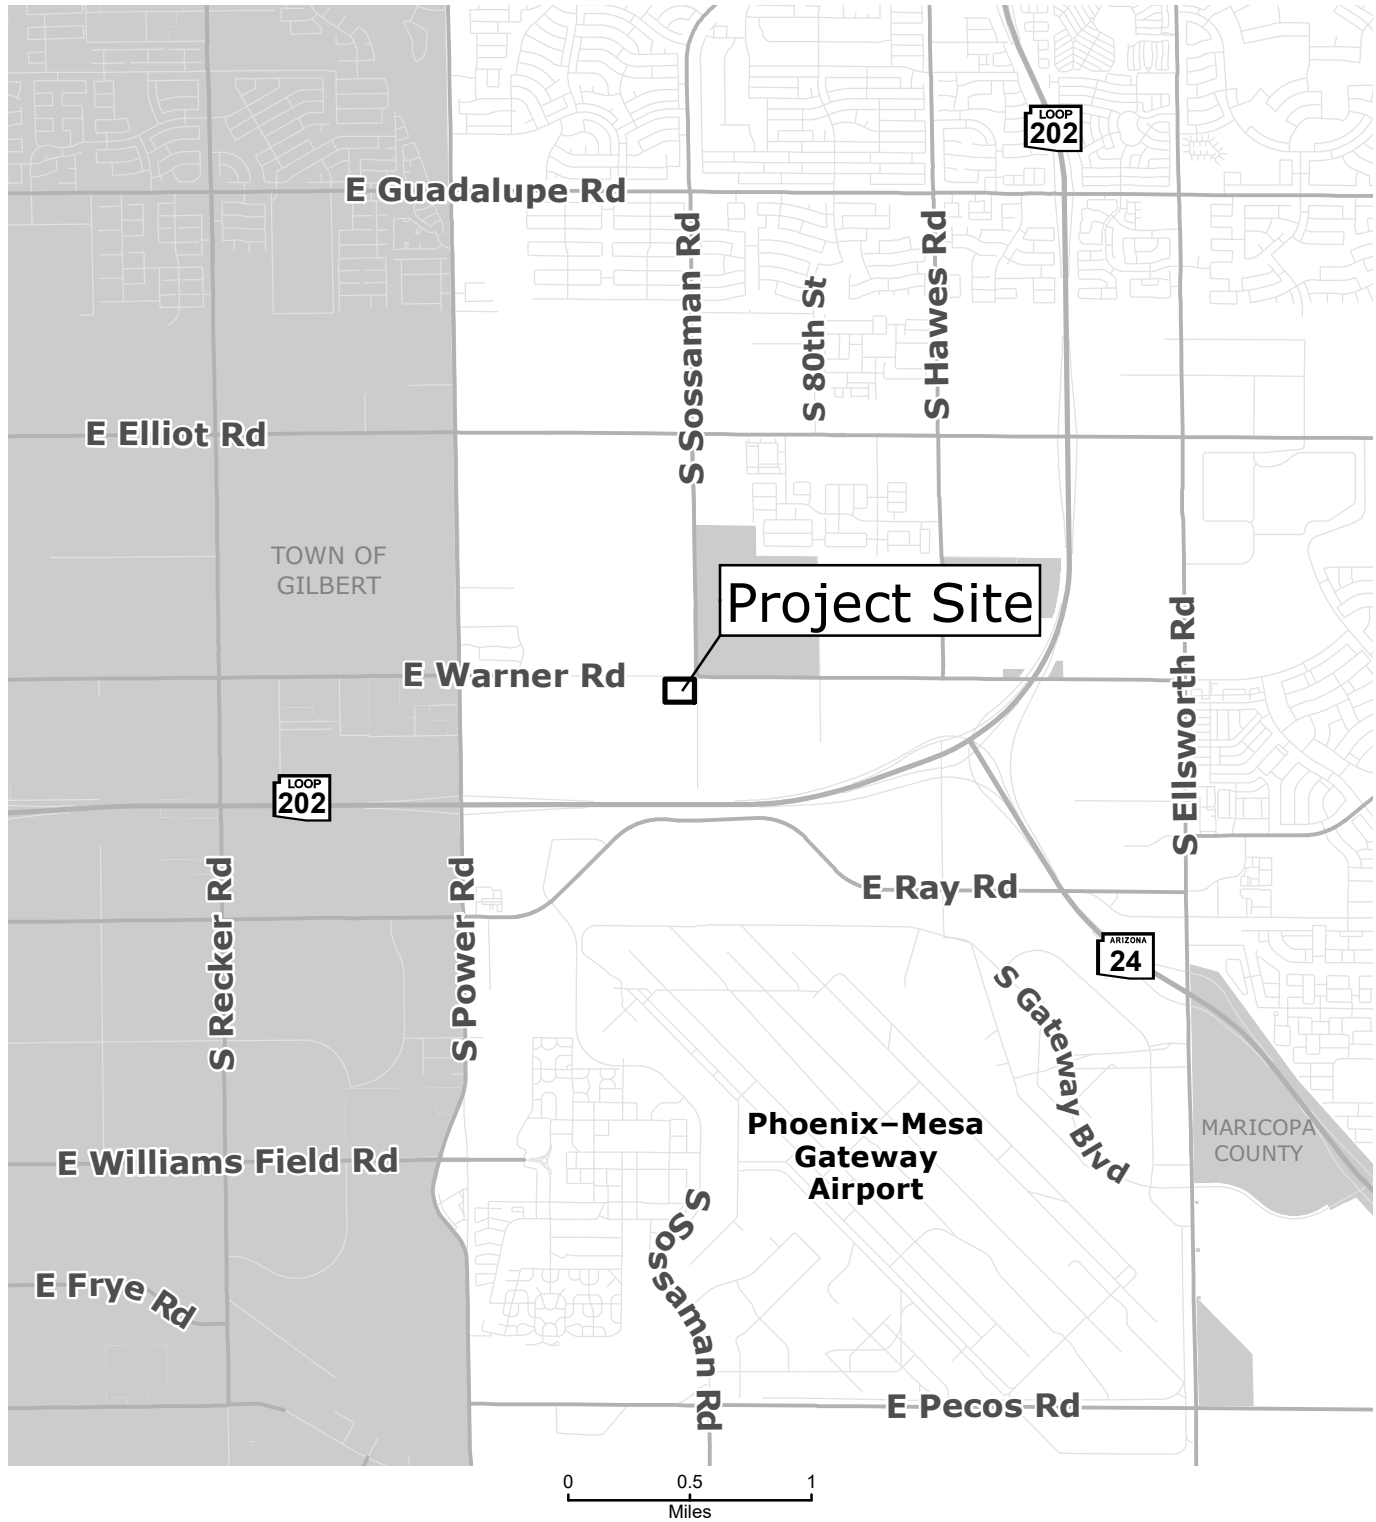 LOOP
202
E Guadalupe Rd
S Sossaman Rd
S 80th St
S Hawes Rd
E Elliot Rd
TOWN OF
GILBERT
Project Site
E Warner Rd
S Ellsworth Rd
LOOP
202
S Recker Rd
S Power Rd
E Ray Rd
ARIZONA
24
S Gateway Blvd
Phoenix–Mesa
Gateway
Airport
MARICOPA
COUNTY
E Williams Field Rd
S Sossaman Rd
E Frye Rd
E Pecos Rd
0 0.5 1
Miles